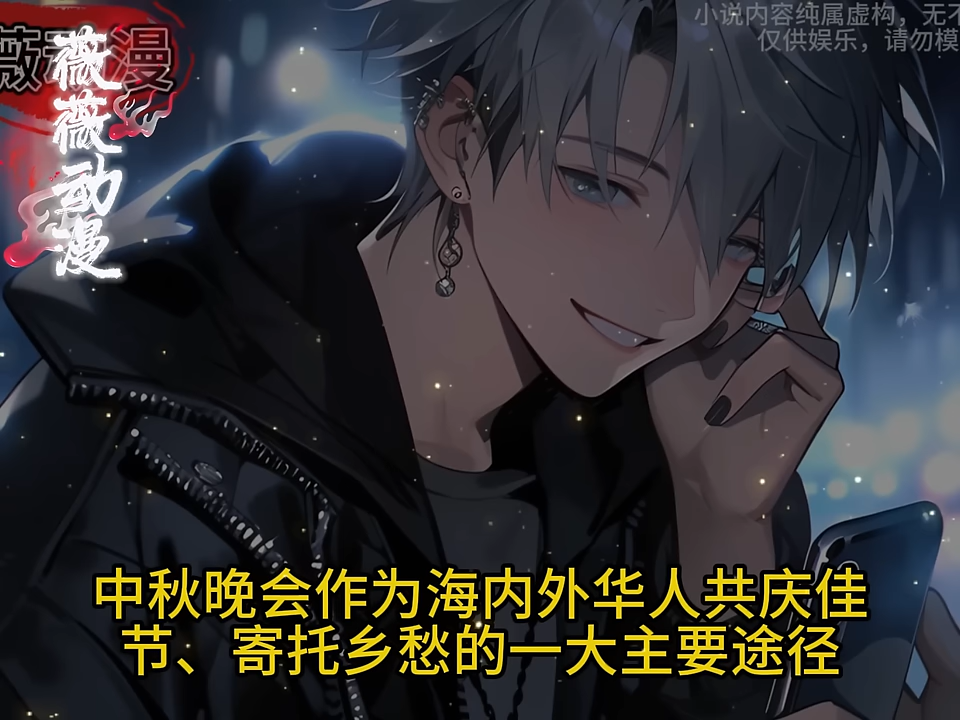 小说内容纯属虚构，无不
仅供娱乐，请勿模
薇薇动漫
薇 漫
中秋晚会作为海内外华人共庆佳
节、寄托乡愁的一大主要途径